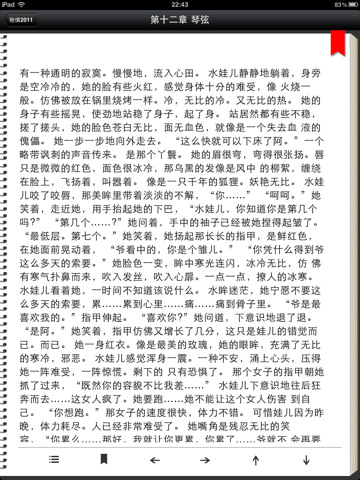 iPad
22:43
艳情2011
第十二章 琴弦
有一种通明的寂寞。慢慢地，流入心田。 水娃儿静静地躺着，身旁
是空冷冷的，她的脸有些火红，感觉身体十分的难受，像 火烧一
般。仿佛被放在锅里烧烤一样。冷，无比的冷。又无比的热。 她的
身子有些摇晃，使劲地站稳了身子，起了身。 站居然都有些不稳，
搓了搓头，她的脸色苍白无比，面无血色，就像是一个失去血 液的
傀儡。 她一步一步地向外走去。 “这么快就可以下床了阿。” 一个
略带讽刺的声音传来。 是那个丫鬟。 她的眉很弯，弯得很张扬。唇
只是微微的红色，面色很冰冷，那乌黑的发像是风中 的柳絮，缠绕
在脸上，飞扬着，叫嚣着。 像是一只千年的狐狸。妖艳无比。 水娃
儿咬了咬唇，那美眸里带着淡淡的不解， “你……” “呵呵。” 她
笑着，走近她，用手抬起她的下巴， “水娃儿，你知道你是第几个
吗？ “第几个……？” 她问着，手中的袖子已经被她捏得起皱了。
“最低层。第七个。” 她笑着，她扬起那长长的指甲，是鲜红色，
在她面前晃动着， “爷看中的，你是个雏儿。” “你凭什么得到爷
这么多天的索要。” 她脸色一变，眸中寒光连闪，冰冷无比，仿 佛
有寒气扑鼻而来，吹入发丝，吹入已经。一点一点，撩人的冰寒。
水娃儿看着她，一时间不知道该说什么。 水眸迷茫，她宁愿不要这
么多天的索要，累……累到心里……痛……痛到骨子里。 “爷是最
喜欢我的。” 指甲伸起。 “喜欢你？” 她问道，下意识地退了退。
“是阿。” 她笑着，指甲仿佛又增长了几分，这只是娃儿的错觉而
已。而已。 她一身红衣。像是最美的玫瑰，她的眼眸，充满了无比
的寒冷，邪恶。 水娃儿感觉浑身一震。一种不安，涌上心头，压得
她一阵难受，一阵惊慌。剩下的 只有恐惧了。 那个女子的指甲朝她
抓了过来， “既然你的容貌不比我差……” 水娃儿下意识地往后狂
奔而去……这女人疯了。她要跑……她不能让这个女人伤害 到自
己。 “你想跑。” 那女子的速度很快，体力不错。 可惜娃儿因为昨
晚，体力耗尽。人已经非常难受了。 她嘴角是残忍无比的笑
容， “你累么……那好，我就让你更累，你累了……爷就不 会再要